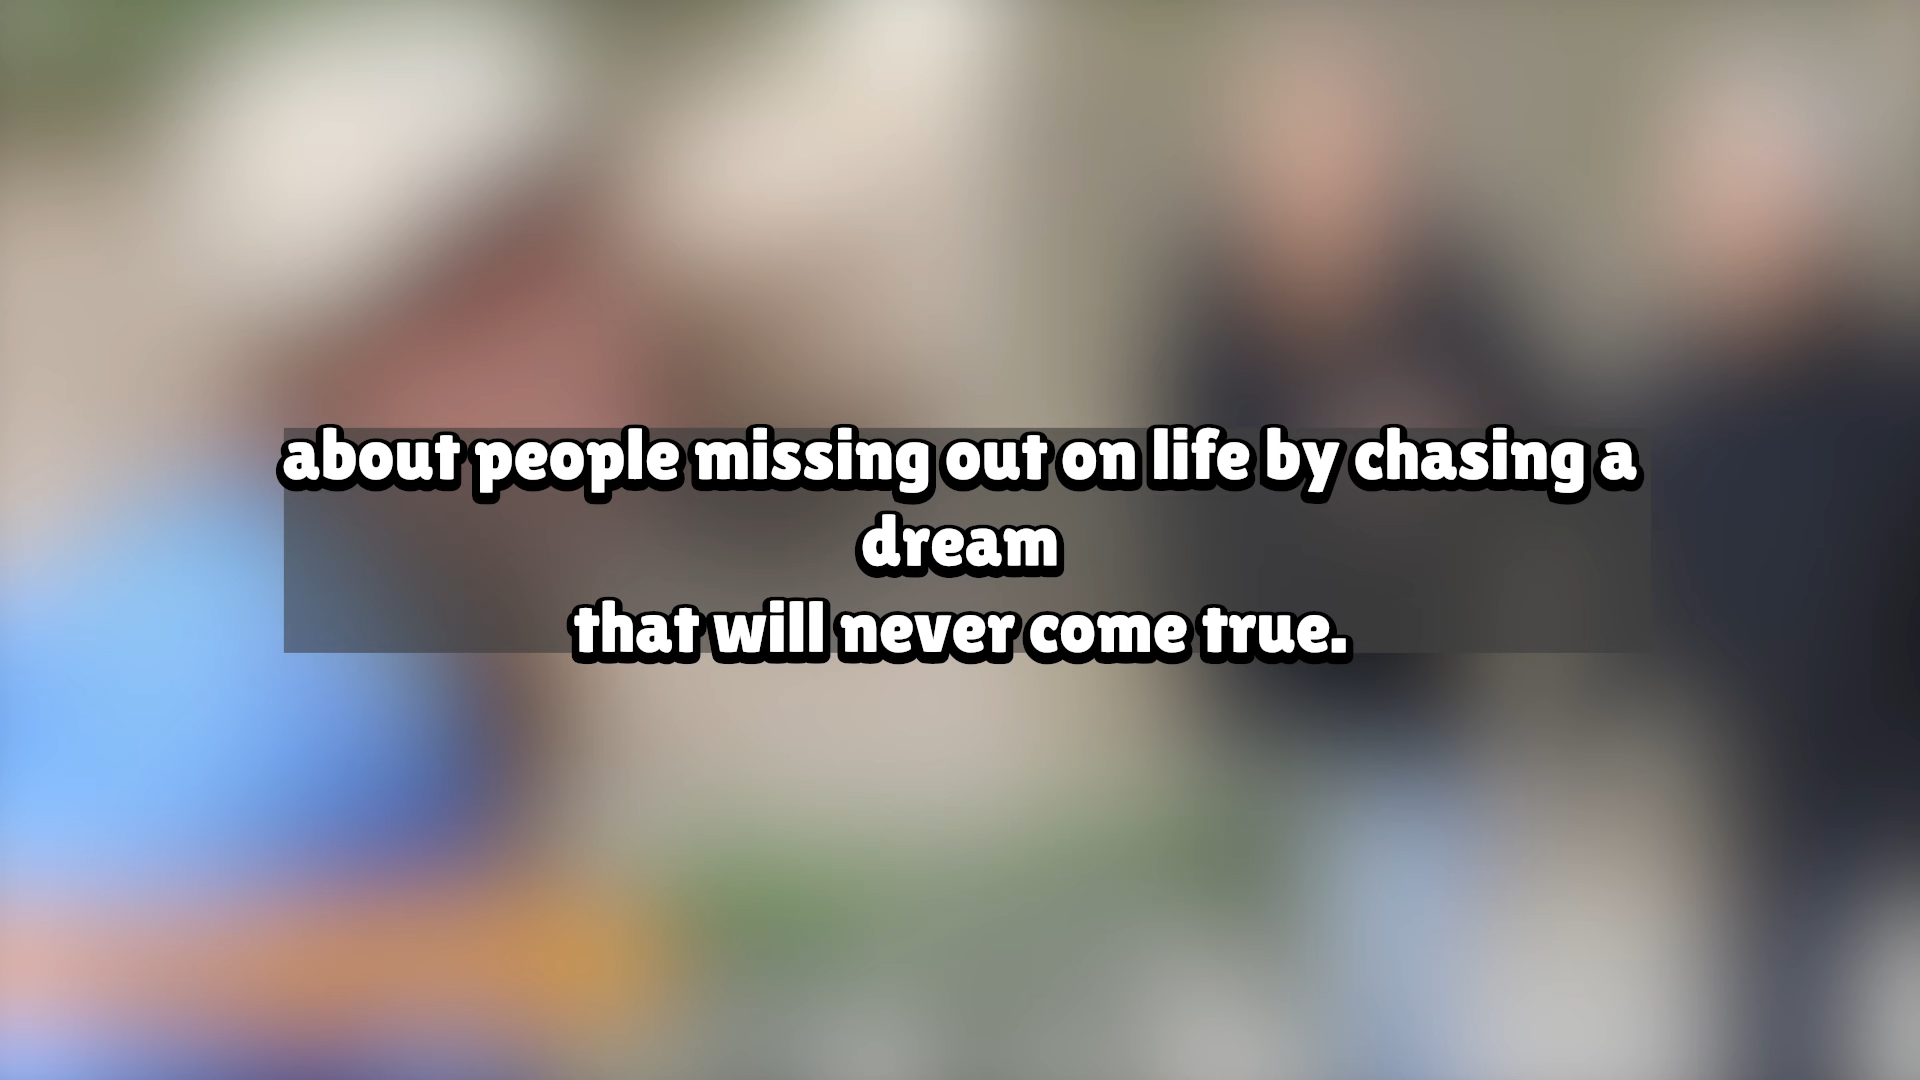 about people missing out on life by chasing a
dream
that will never come true.